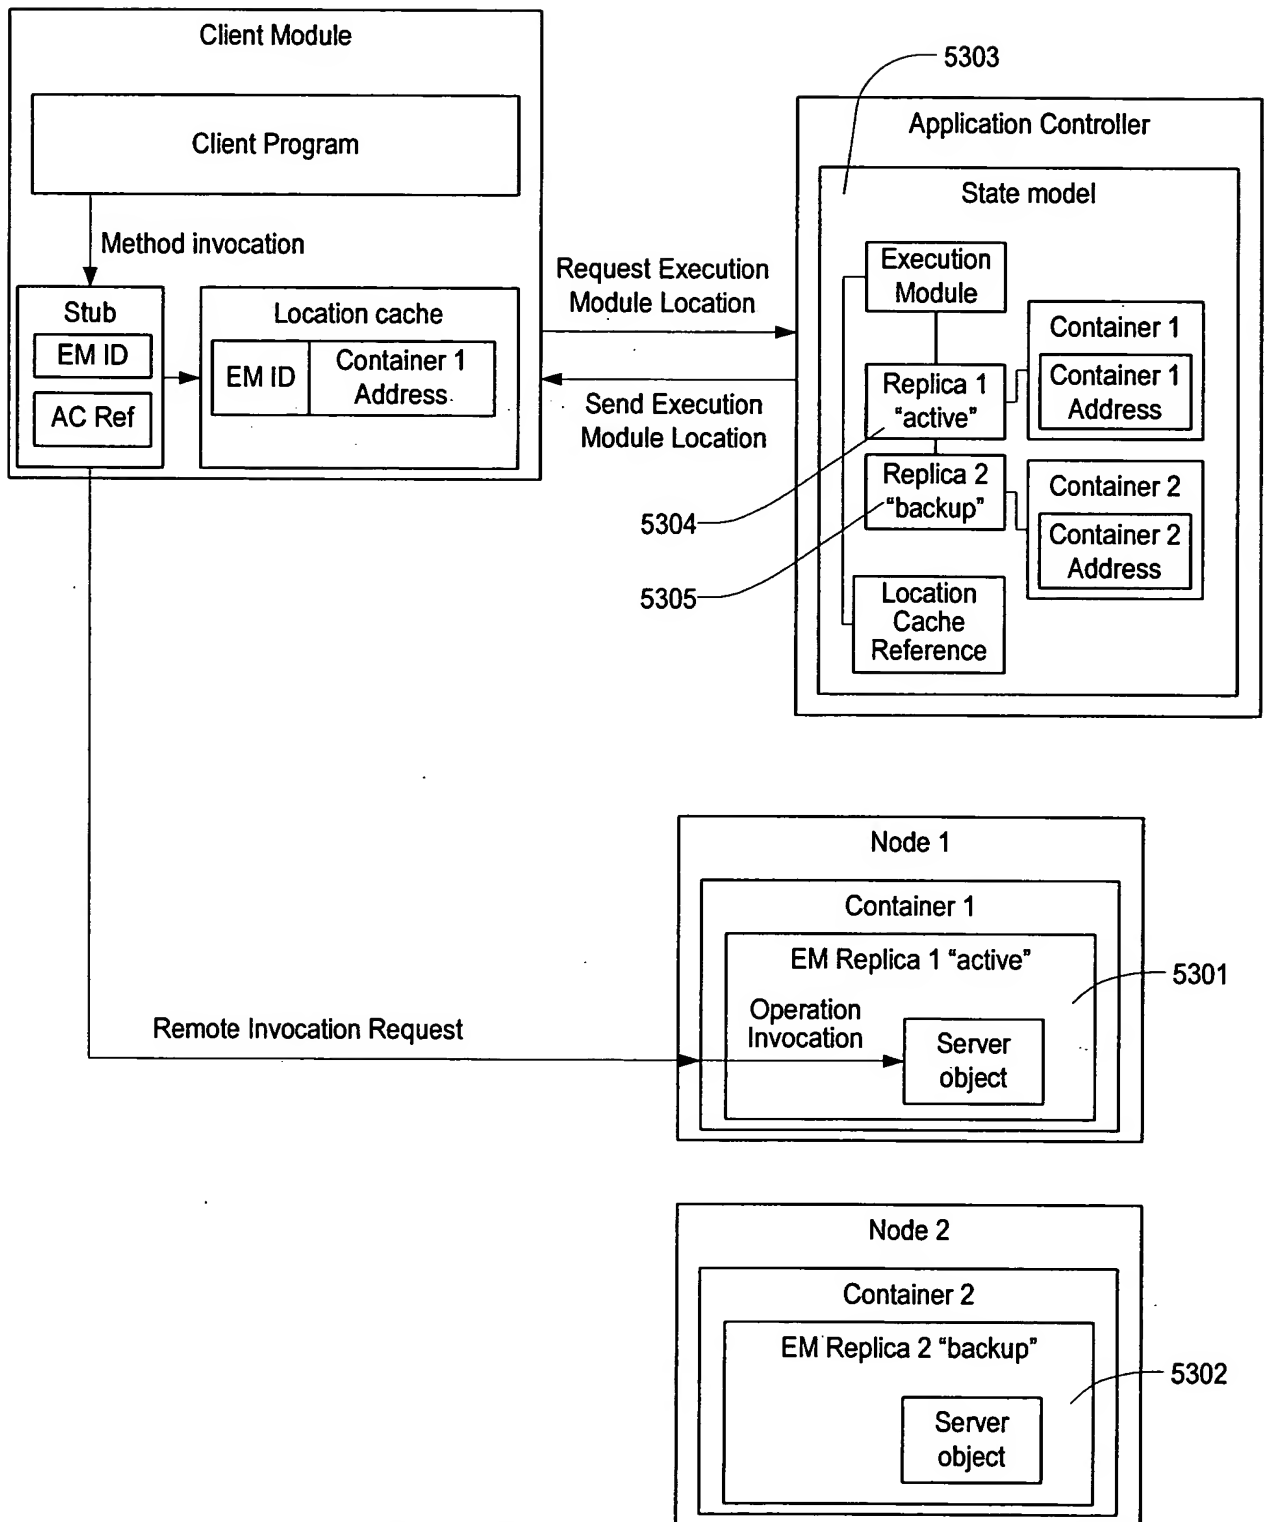 Client Module
Client Program
Method invocation
Stub
EM ID
AC Ref
Location cache
EM ID
Container 1
Address
Request Execution
Module Location
Send Execution
Module Location
5303
Application Controller
State model
Execution
Module
Replica 1
"active"
Container 1
Container 1
Address
Replica 2
"backup"
Container 2
Container 2
Address
5304
5305
Location
Cache
Reference
Node 1
Container 1
EM Replica 1 "active"
5301
Remote Invocation Request
Operation
Invocation
Server
object
Node 2
Container 2
EM Replica 2 "backup"
5302
Server
object